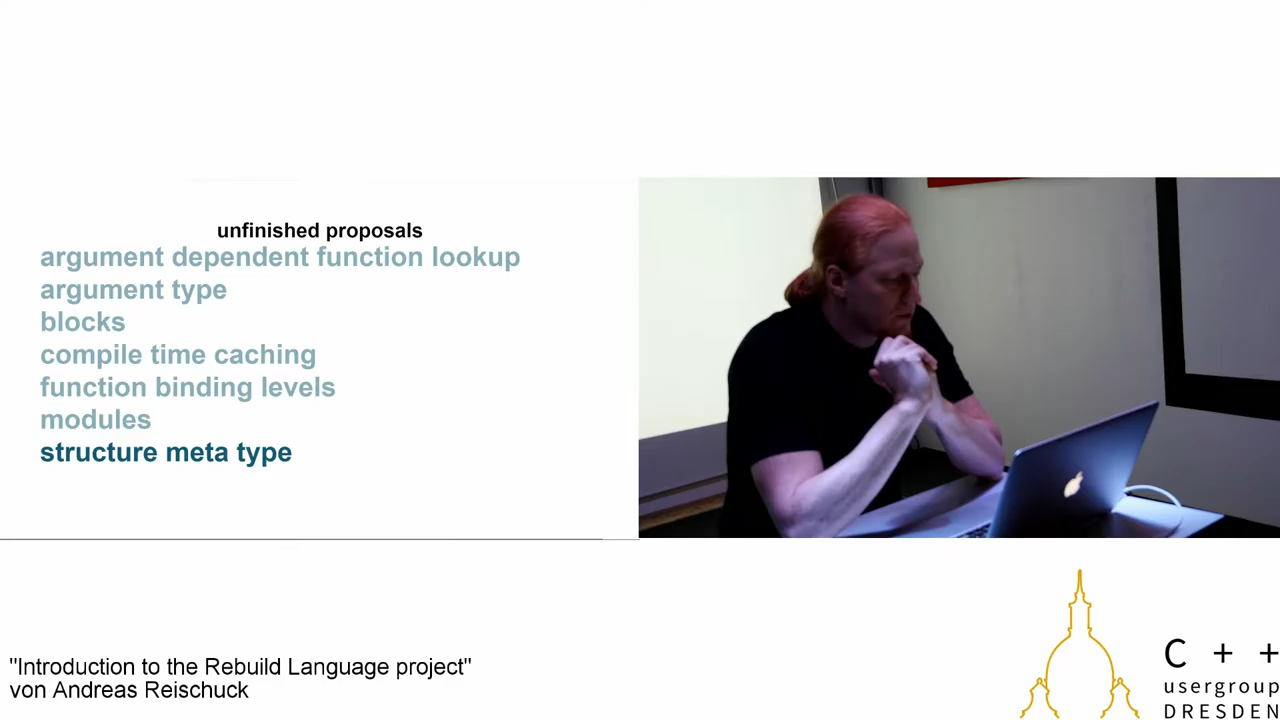 unfinished proposals
argument dependent function lookup
argument type
blocks
compile time caching
function binding levels
modules
structure meta type
"Introduction to the Rebuild Language project"
von Andreas Reischuck
C + +
usergroup
DRESDEN